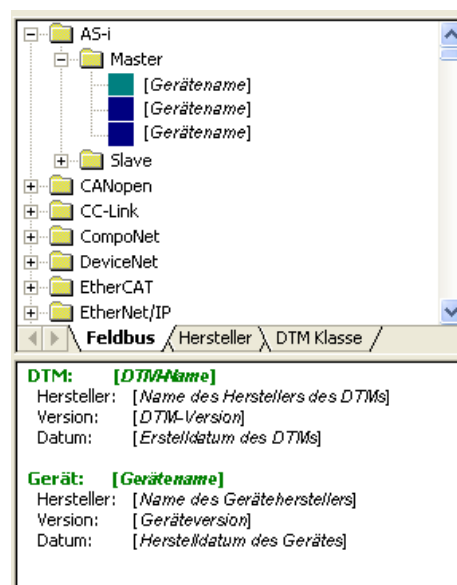 AS-i
Master
[Gerätename]
[Gerätename]
[Gerätename]
Slave
CANopen
CC-Link
CompoNet
DeviceNet
EtherCAT
EtherNet/IP
Feldbus Hersteller DTM Klasse
DTM: [DTM-Name]
Hersteller: [Name des Herstellers des DTMs]
Version: [DTM-Version]
Datum: [Erstelldatum des DTMs]
Gerät: [Gerätename]
Hersteller: [Name des Geräteherstellers]
Version: [Geräteversion]
Datum: [Herstelldatum des Gerätes]